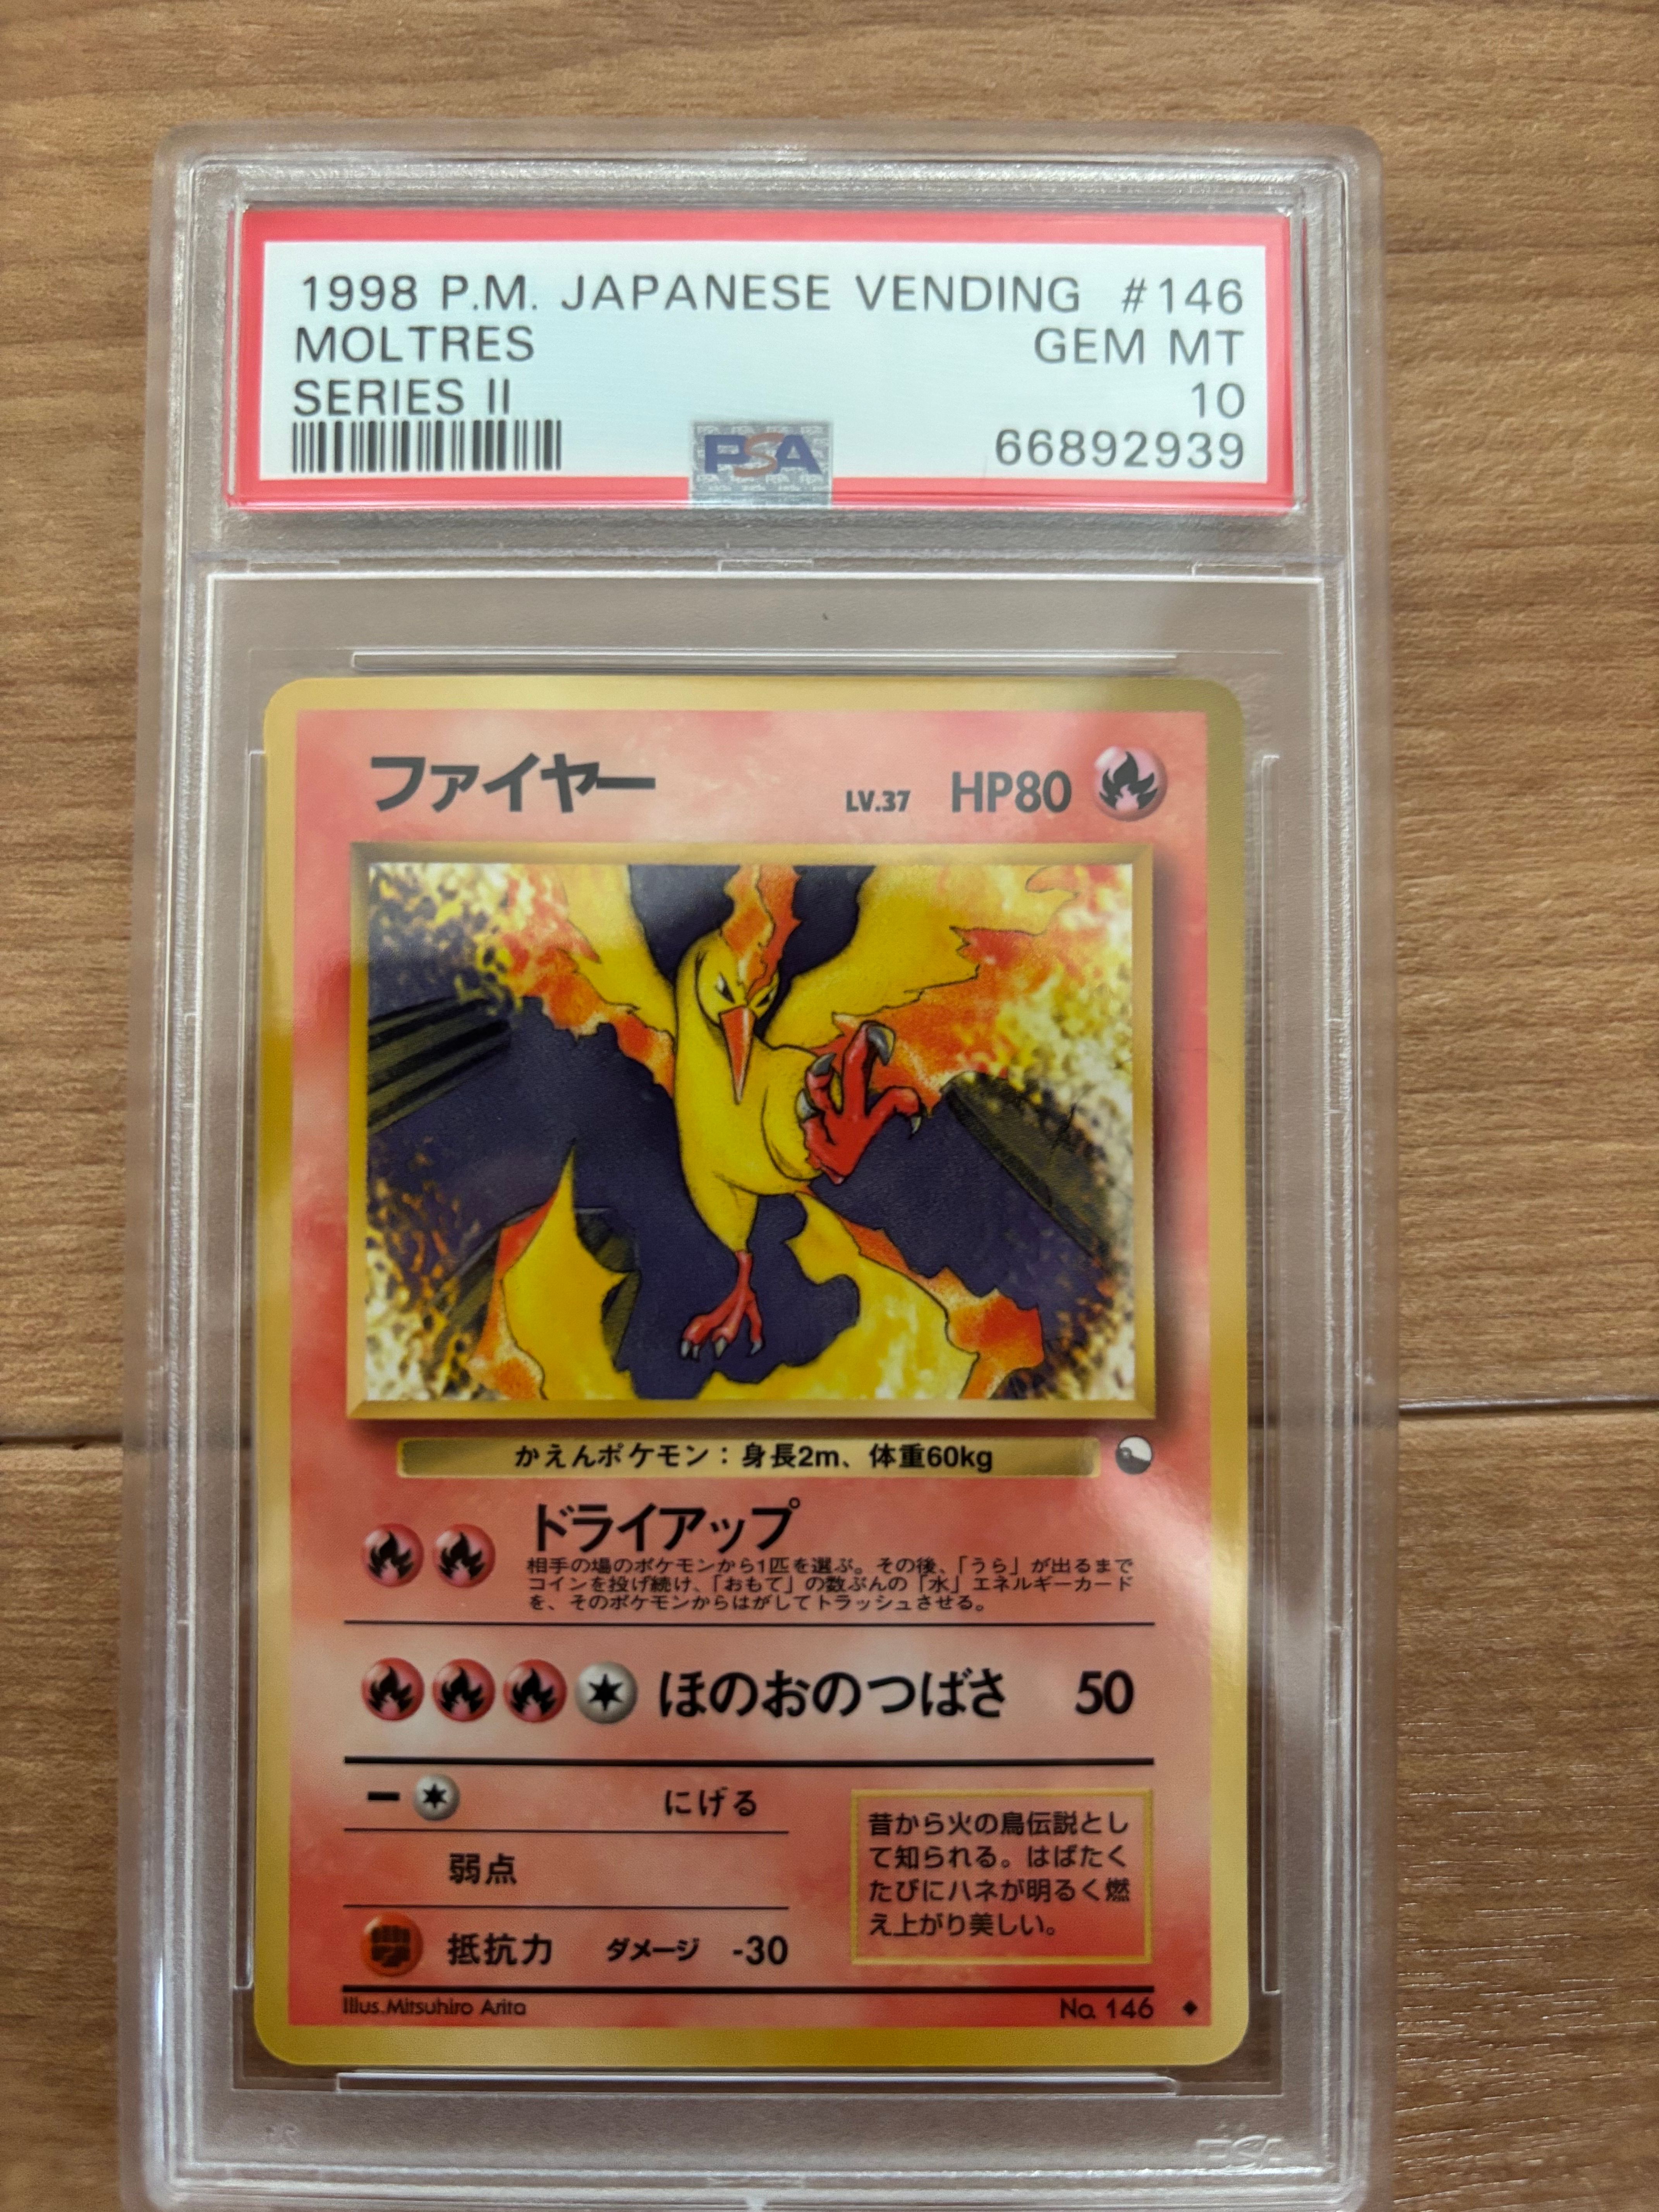 1998 P.M. JAPANESE VENDING #146
MOLTRES GEM MT
SERIES II 10
PSA 66892939
ファイヤー LV.37 HP80
かえんポケモン：身長2m、体重60kg
ドライアップ
相手の場のポケモンから1匹を選ぶ。その後、「うら」が出るまで
コインを投げ続け、「おもて」の数ぶんの「水」エネルギーカード
を、そのポケモンからはがしてトラッシュさせる。
ほのおのつばさ 50
ー にげる
弱点
抵抗力 ダメージ -30
昔から火の鳥伝説とし
て知られる。はばたく
たびにハネが明るく燃
え上がり美しい。
Illus.Mitsuhiro Arita No. 146
PSA